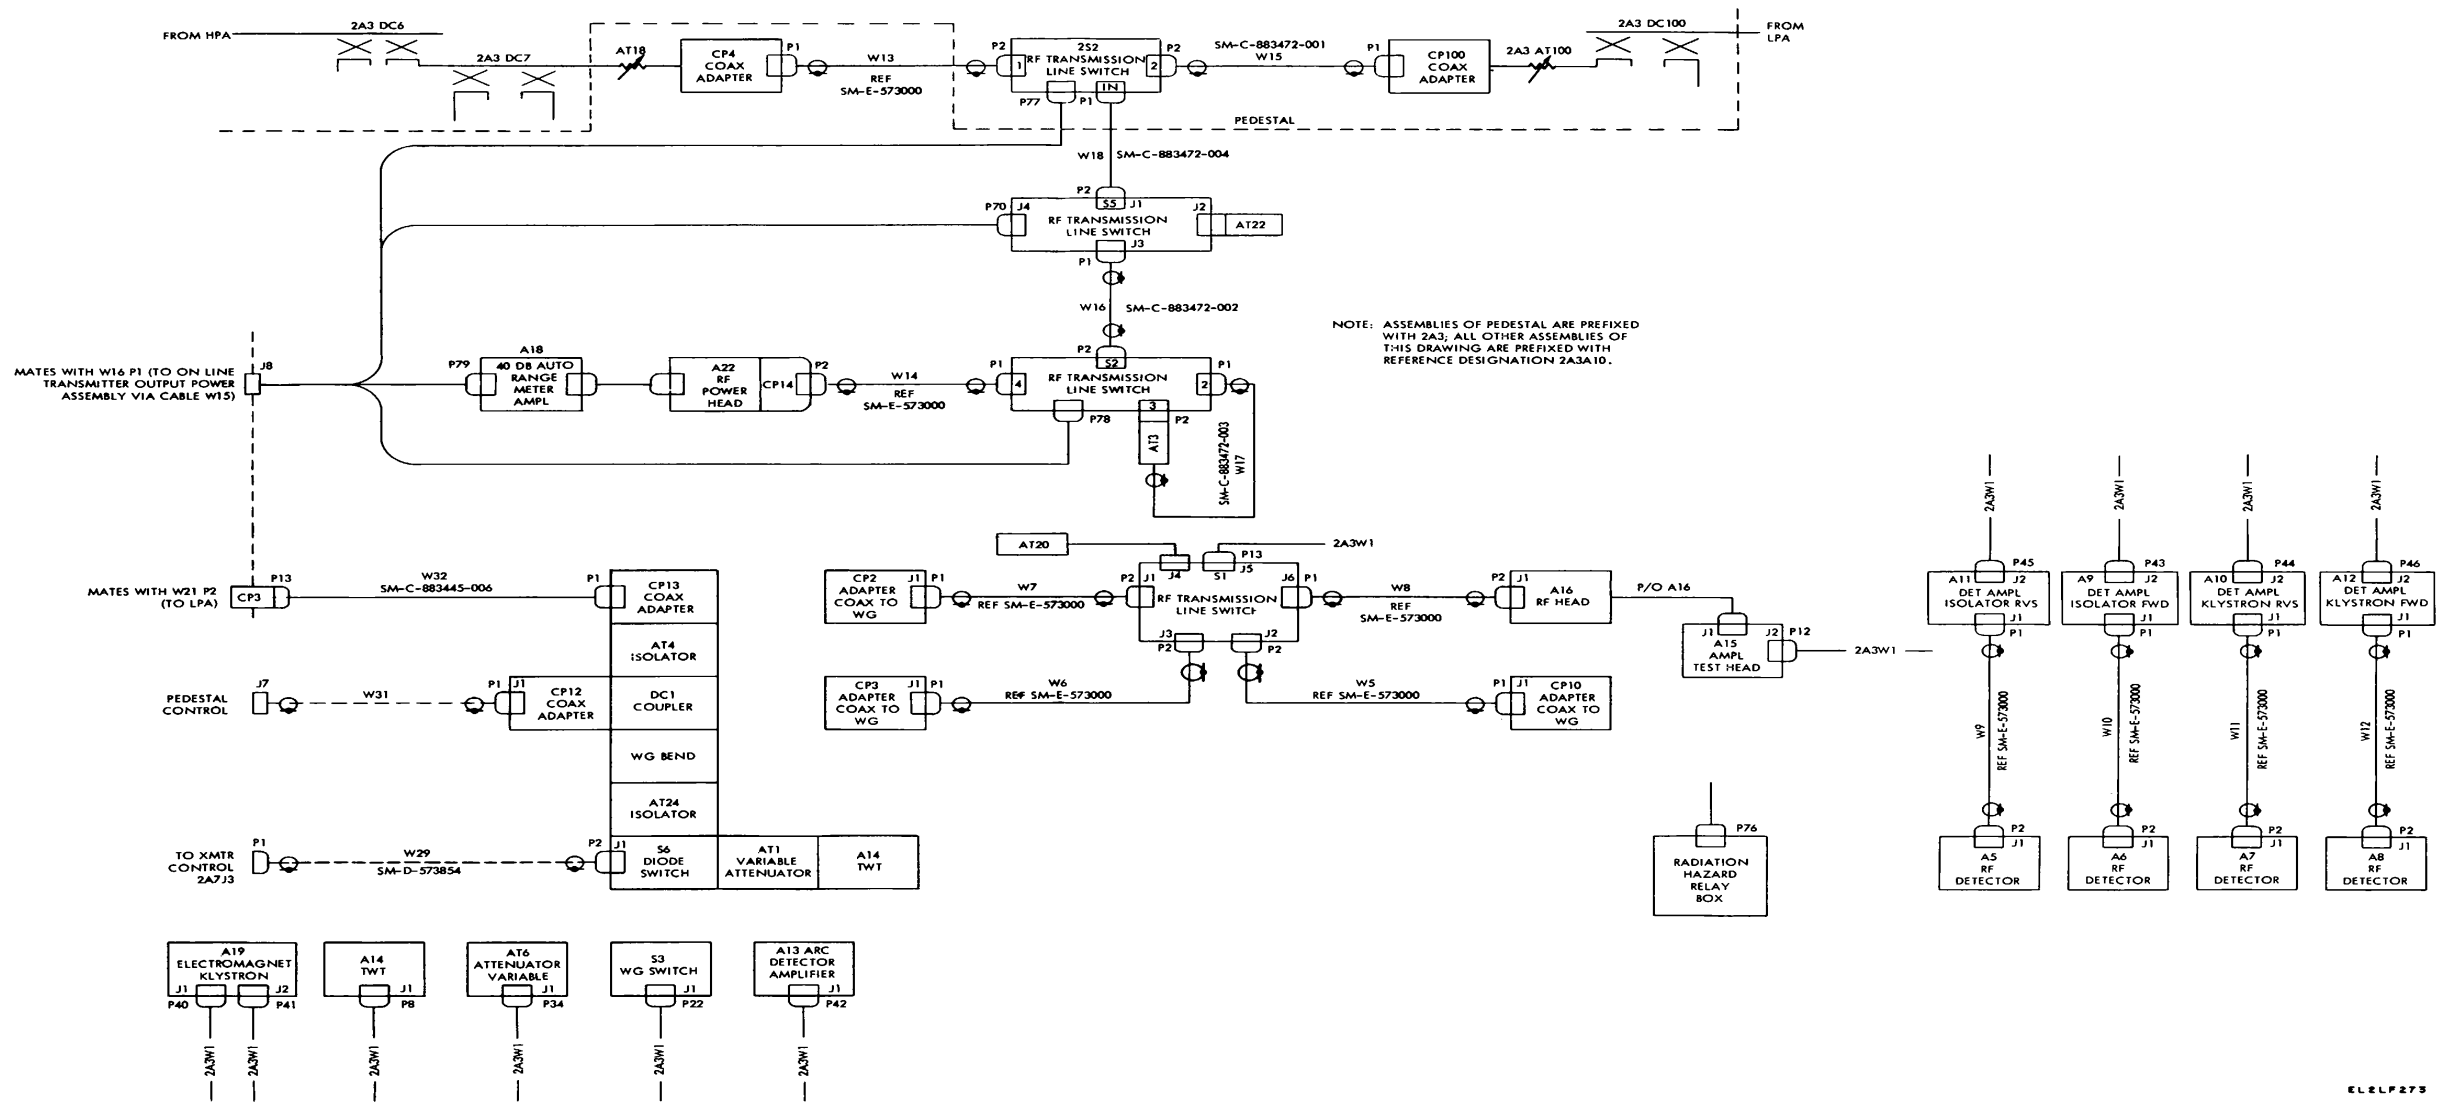 FROM HPA
2A3 DC6
2A3 DC7
AT18
CP4
COAX
ADAPTER
P1
W13
REF
SM-E-573000
P2
1
2S2
RF TRANSMISSION
LINE SWITCH
2
P2
IN
P77
P1
SM-C-883472-001
W15
P1
CP100
COAX
ADAPTER
2A3 AT100
2A3 DC100
FROM
LPA
PEDESTAL
W18
SM-C-883472-004
P2
S5
J1
P70
J4
RF TRANSMISSION
LINE SWITCH
J2
AT22
J3
P1
W16
SM-C-883472-002
NOTE: ASSEMBLIES OF PEDESTAL ARE PREFIXED
WITH 2A3; ALL OTHER ASSEMBLIES OF
THIS DRAWING ARE PREFIXED WITH
REFERENCE DESIGNATION 2A3A10.
MATES WITH W16 P1 (TO ON LINE
TRANSMITTER OUTPUT POWER
ASSEMBLY VIA CABLE W15)
J8
P79
A18
40 DB AUTO
RANGE
METER
AMPL
A22
RF
POWER
HEAD
CP14
P2
W14
REF
SM-E-573000
P1
4
P2
S2
RF TRANSMISSION
LINE SWITCH
2
P1
P78
3
P2
AT3
SM-C-883472-003
W17
MATES WITH W21 P2
(TO LPA)
CP3
P13
W32
SM-C-883445-006
P1
CP13
COAX
ADAPTER
AT4
ISOLATOR
PEDESTAL
CONTROL
J7
W31
P1
J1
CP12
COAX
ADAPTER
DC1
COUPLER
WG BEND
AT24
ISOLATOR
TO XMTR
CONTROL
2A7J3
P1
W29
SM-D-573854
P2
J1
S6
DIODE
SWITCH
AT1
VARIABLE
ATTENUATOR
A14
TWT
AT20
2A3W1
P13
J4
S1
J5
CP2
ADAPTER
COAX TO
WG
J1
P1
W7
REF SM-E-573000
P2
J1
RF TRANSMISSION
LINE SWITCH
J6
P1
W8
REF
SM-E-573000
P2
J1
A16
RF HEAD
P/O A16
J3
P2
J2
P2
CP3
ADAPTER
COAX TO
WG
J1
P1
W6
REF SM-E-573000
W5
REF SM-E-573000
P1
J1
CP10
ADAPTER
COAX TO
WG
J1
J2
P12
A15
AMPL
TEST HEAD
2A3W1
P76
RADIATION
HAZARD
RELAY
BOX
2A3W1
P45
A11
J2
DET AMPL
ISOLATOR RVS
J1
P1
W9
REF SM-E-573000
P2
J1
A5
RF
DETECTOR
2A3W1
P43
A9
J2
DET AMPL
ISOLATOR FWD
J1
P1
W10
REF SM-E-573000
P2
J1
A6
RF
DETECTOR
2A3W1
P44
A10
J2
DET AMPL
KLYSTRON RVS
J1
P1
W11
REF SM-E-573000
P2
J1
A7
RF
DETECTOR
2A3W1
P46
A12
J2
DET AMPL
KLYSTRON FWD
J1
P1
W12
REF SM-E-573000
P2
J1
A8
RF
DETECTOR
A19
ELECTROMAGNET
KLYSTRON
J1
J2
P40
P41
2A3W1
2A3W1
A14
TWT
J1
P8
2A3W1
AT6
ATTENUATOR
VARIABLE
J1
P34
2A3W1
S3
WG SWITCH
J1
P22
2A3W1
A13 ARC
DETECTOR
AMPLIFIER
J1
P42
2A3W1
EL2LF273